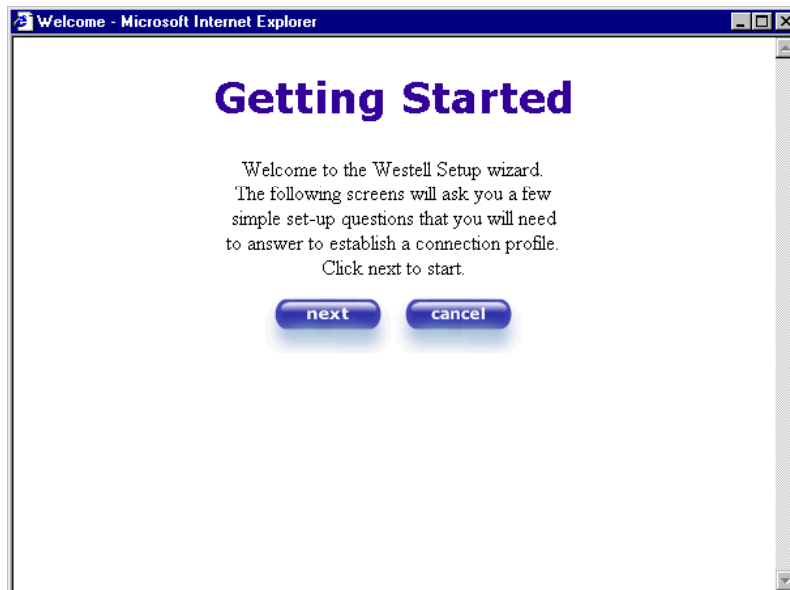 Welcome - Microsoft Internet Explorer
Getting Started
Welcome to the Westell Setup wizard.
The following screens will ask you a few
simple set-up questions that you will need
to answer to establish a connection profile.
Click next to start.
next cancel